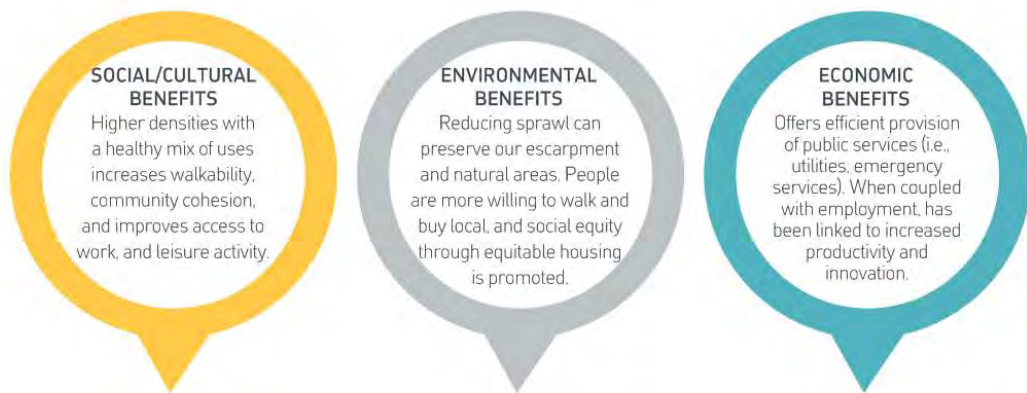 SOCIAL/CULTURAL
BENEFITS
Higher densities with
a healthy mix of uses
increases walkability,
community cohesion,
and improves access to
work, and leisure activity.
ENVIRONMENTAL
BENEFITS
Reducing sprawl can
preserve our escarpment
and natural areas. People
are more willing to walk and
buy local, and social equity
through equitable housing
is promoted.
ECONOMIC
BENEFITS
Offers efficient provision
of public services (i.e.,
utilities, emergency
services). When coupled
with employment, has
been linked to increased
productivity and
innovation.